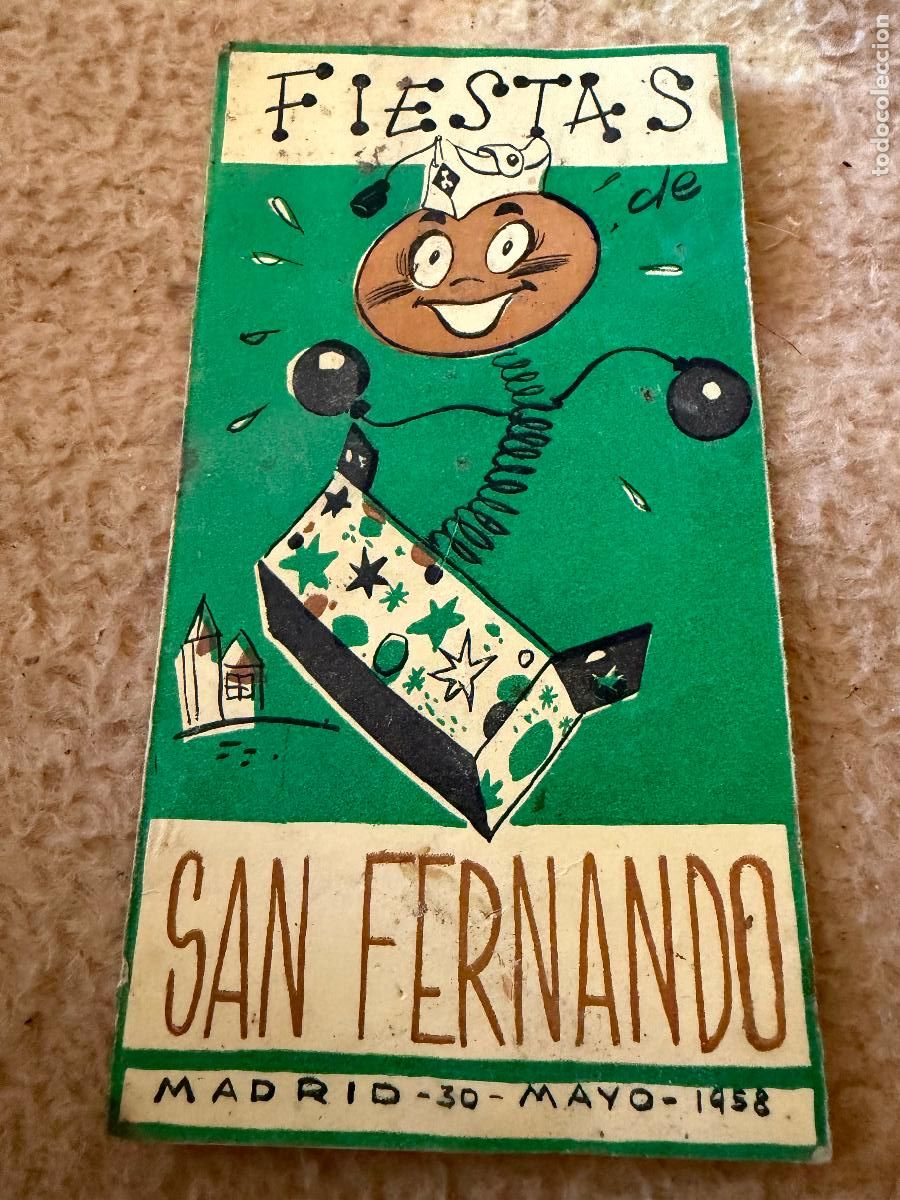 FIESTAS
de
SAN FERNANDO
MADRID - 30 - MAYO - 1958
todocoleccion